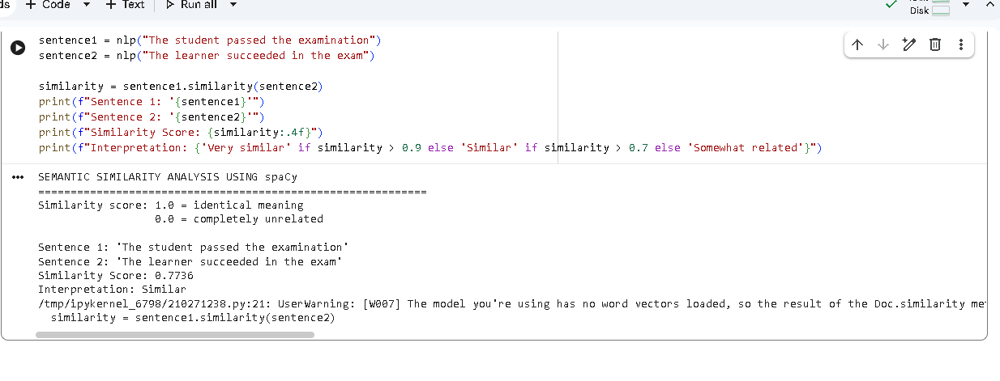 ds + Code + Text Run all
Disk
sentence1 = nlp("The student passed the examination")
sentence2 = nlp("The learner succeeded in the exam")
similarity = sentence1.similarity(sentence2)
print(f"Sentence 1: '{sentence1}'")
print(f"Sentence 2: '{sentence2}'")
print(f"Similarity Score: {similarity:.4f}")
print(f"Interpretation: {'Very similar' if similarity > 0.9 else 'Similar' if similarity > 0.7 else 'Somewhat related'}")
SEMANTIC SIMILARITY ANALYSIS USING spaCy
============================================================
Similarity score: 1.0 = identical meaning
0.0 = completely unrelated
Sentence 1: 'The student passed the examination'
Sentence 2: 'The learner succeeded in the exam'
Similarity Score: 0.7736
Interpretation: Similar
/tmp/ipykernel_6798/210271238.py:21: UserWarning: [W007] The model you're using has no word vectors loaded, so the result of the Doc.similarity me
similarity = sentence1.similarity(sentence2)